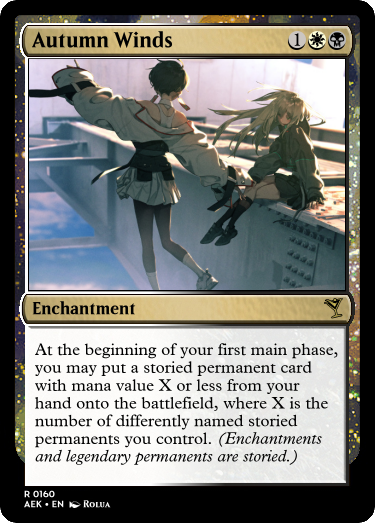 Autumn Winds 1
Enchantment
At the beginning of your first main phase,
you may put a storied permanent card
with mana value X or less from your
hand onto the battlefield, where X is the
number of differently named storied
permanents you control. (Enchantments
and legendary permanents are storied.)
R 0160
AEK • EN Rolua